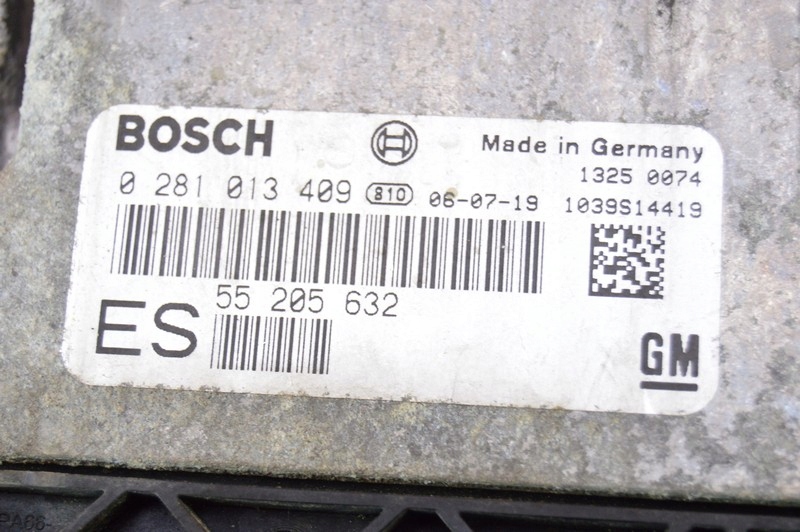 BOSCH Made in Germany
1325 0074
0 281 013 409 810 06-07-19 1039S14419
55 205 632
ES
GM